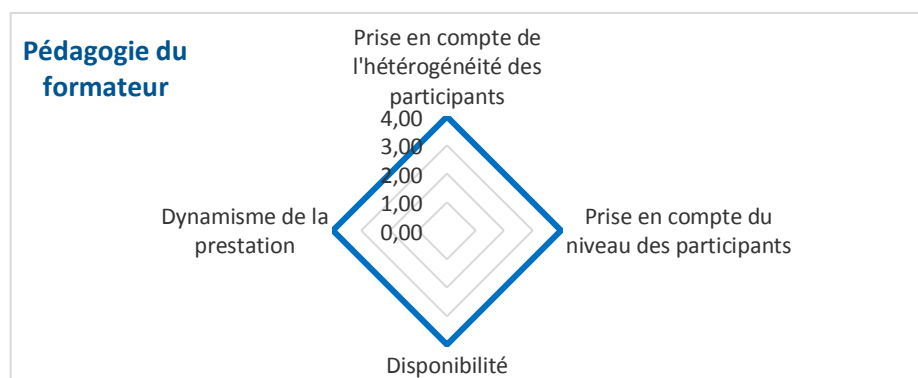 Pédagogie du
formateur
Prise en compte de
l'hétérogénéité des
participants
4,00
3,00
2,00
1,00
0,00
Dynamisme de la
prestation
Prise en compte du
niveau des participants
Disponibilité